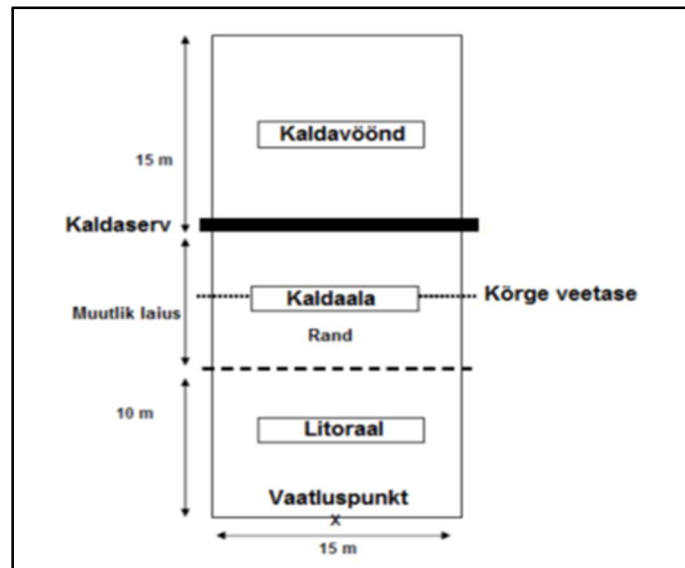 Kaldavöönd
15 m
Kaldaserv
Kaldaala
Kõrge veetase
Muutlik laius
Rand
10 m
Litoraal
Vaatluspunkt
X
15 m